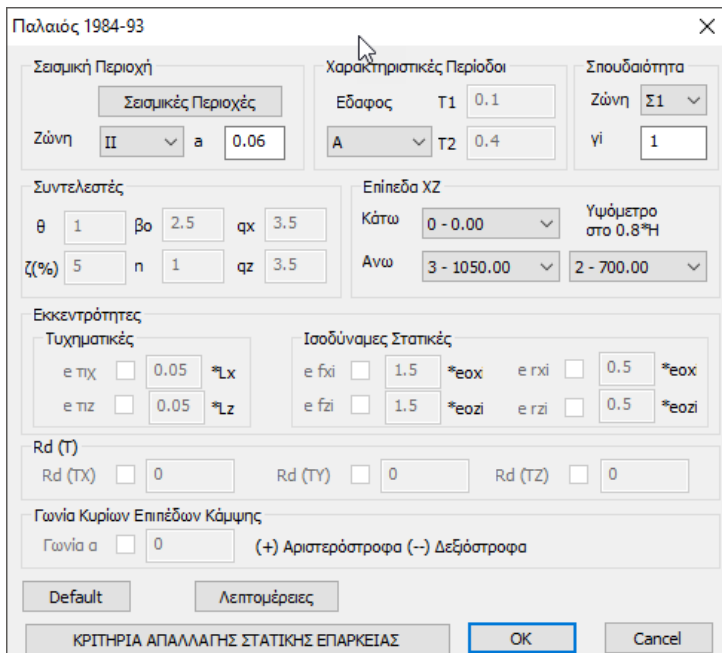 Παλαιός 1984-93
Σεισμική Περιοχή
Σεισμικές Περιοχές
Ζώνη II a 0.06
Χαρακτηριστικές Περίοδοι
Εδαφος T1 0.1
A T2 0.4
Σπουδαιότητα
Ζώνη Σ1
γi 1
Συντελεστές
θ 1 βο 2.5 qx 3.5
ζ(%) 5 n 1 qz 3.5
Επίπεδα XZ
Κάτω 0 - 0.00 Υψόμετρο
στο 0.8*H
Ανω 3 - 1050.00 2 - 700.00
Εκκεντρότητες
Τυχηματικές
e τιχ 0.05 *Lx
e τιz 0.05 *Lz
Ισοδύναμες Στατικές
e fxi 1.5 *eoxi e rxi 0.5 *eoxi
e fzi 1.5 *eozi e rzi 0.5 *eozi
Rd (T)
Rd (TX) 0 Rd (TY) 0 Rd (TZ) 0
Γωνία Κυρίων Επιπέδων Κάμψης
Γωνία α 0 (+) Αριστερόστροφα (--) Δεξιόστροφα
Default Λεπτομέρειες
ΚΡΙΤΗΡΙΑ ΑΠΑΛΛΑΓΗΣ ΣΤΑΤΙΚΗΣ ΕΠΑΡΚΕΙΑΣ OK Cancel